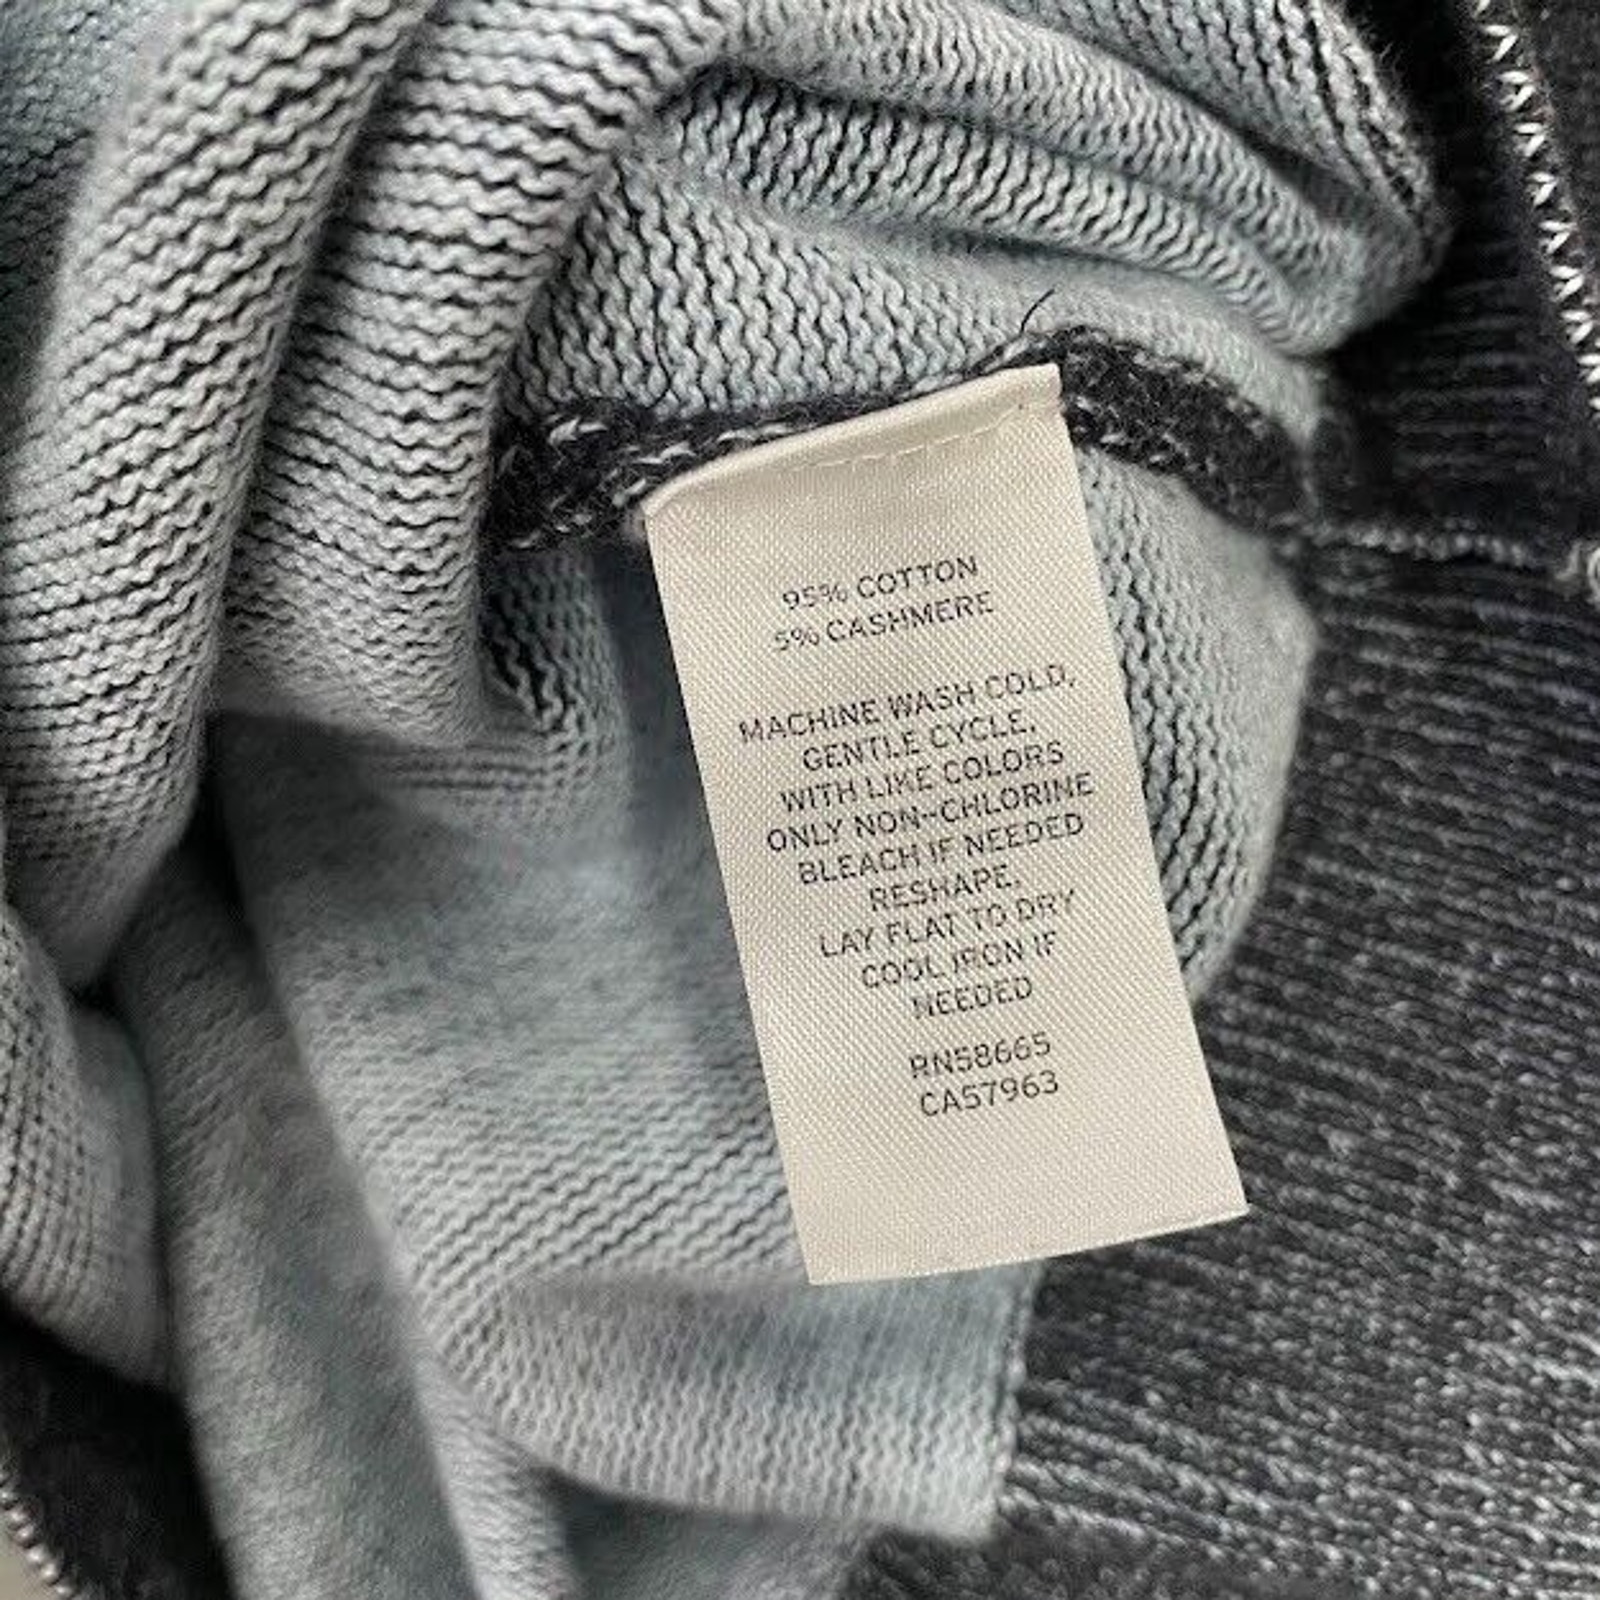 95% COTTON
5% CASHMERE
MACHINE WASH COLD,
GENTLE CYCLE,
WITH LIKE COLORS
ONLY NON-CHLORINE
BLEACH IF NEEDED
RESHAPE,
LAY FLAT TO DRY
COOL IRON IF
NEEDED
RN58665
CA57963